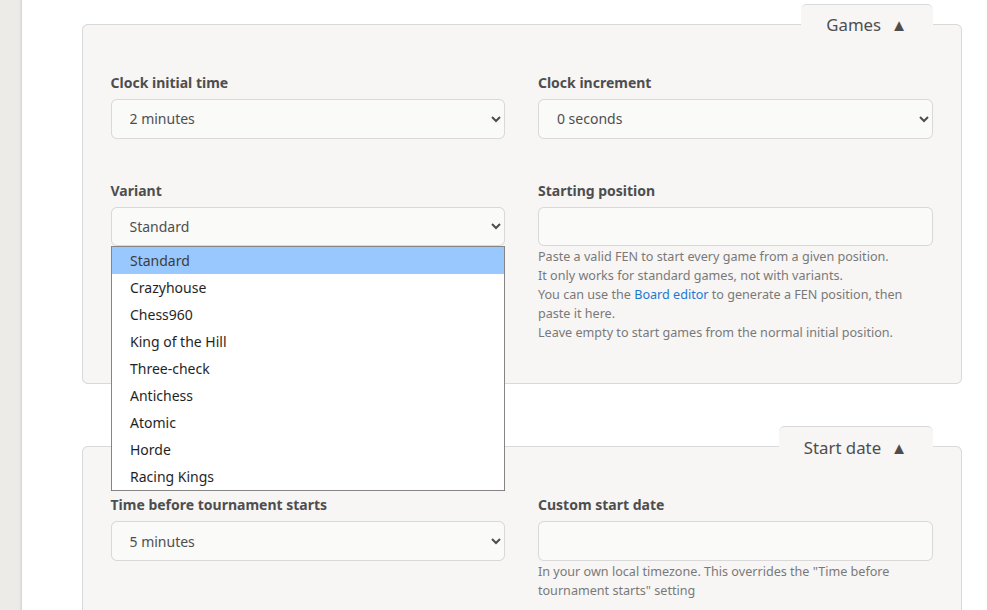 Games ▲
Clock initial time
Clock increment
2 minutes
0 seconds
Variant
Starting position
Standard
Standard
Crazyhouse
Chess960
King of the Hill
Three-check
Antichess
Atomic
Horde
Racing Kings
Paste a valid FEN to start every game from a given position.
It only works for standard games, not with variants.
You can use the Board editor to generate a FEN position, then
paste it here.
Leave empty to start games from the normal initial position.
Start date ▲
Time before tournament starts
Custom start date
5 minutes
In your own local timezone. This overrides the "Time before
tournament starts" setting